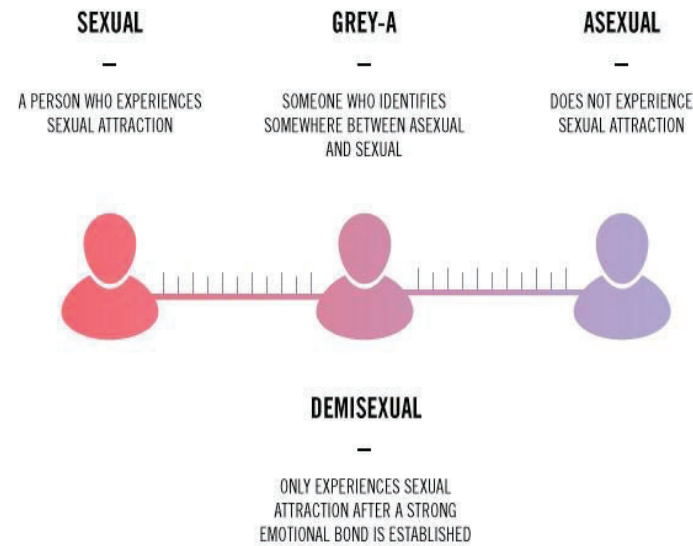 SEXUAL
–
A PERSON WHO EXPERIENCES
SEXUAL ATTRACTION
GREY-A
–
SOMEONE WHO IDENTIFIES
SOMEWHERE BETWEEN ASEXUAL
AND SEXUAL
ASEXUAL
–
DOES NOT EXPERIENCE
SEXUAL ATTRACTION
DEMISEXUAL
–
ONLY EXPERIENCES SEXUAL
ATTRACTION AFTER A STRONG
EMOTIONAL BOND IS ESTABLISHED